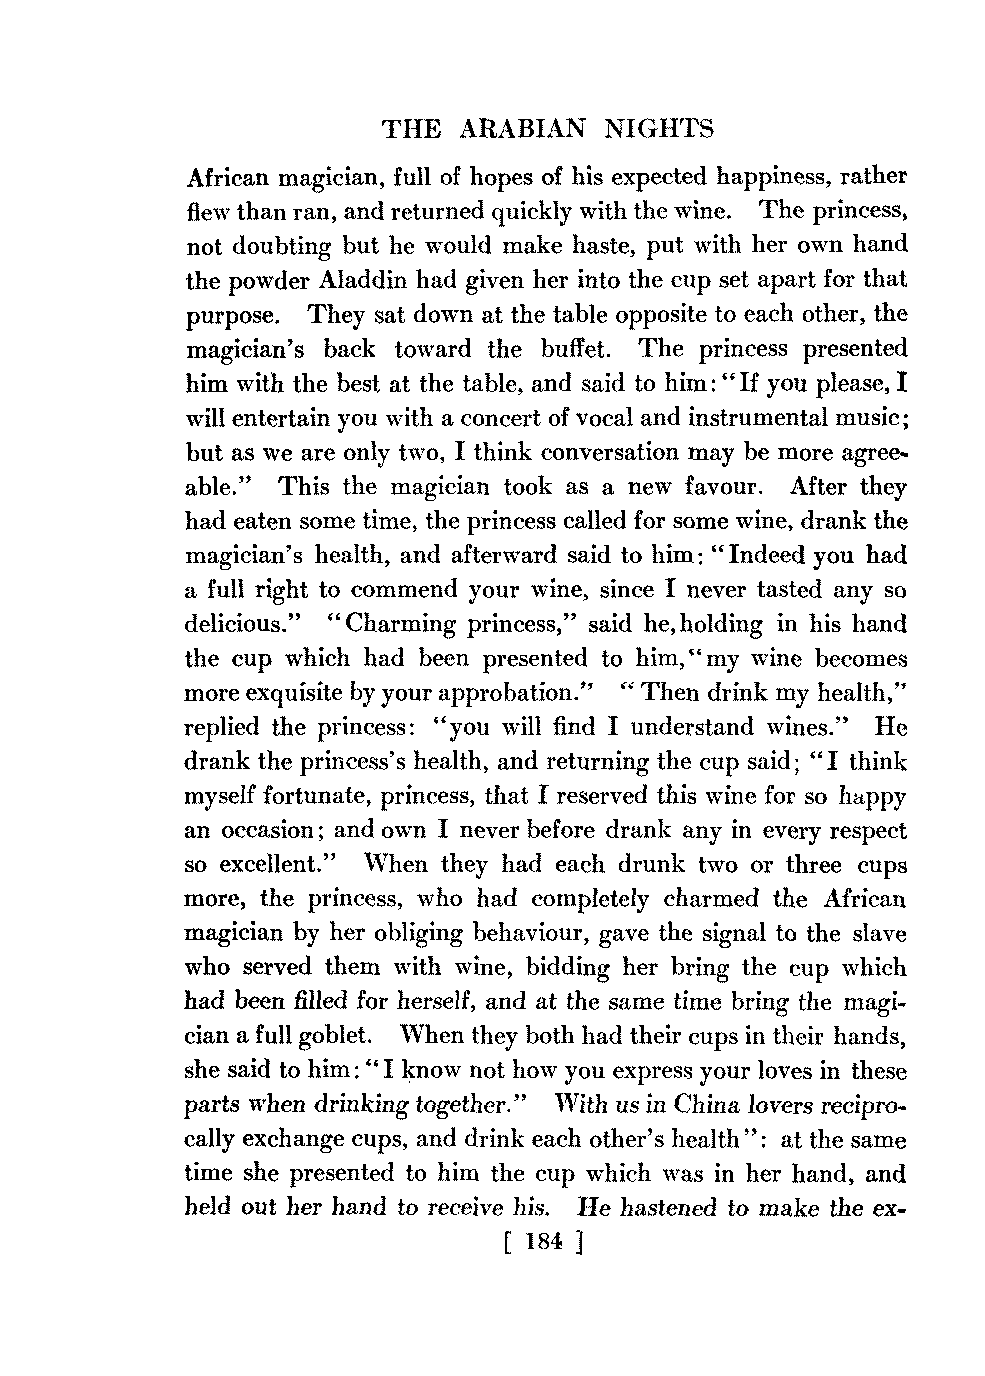 THE ARABIAN NIGHTS
African magician, full of hopes of his expected happiness, rather
flew than ran, and returned quickly with the wine. The princess,
not doubting but he would make haste, put with her own hand
the powder Aladdin had given her into the cup set apart for that
purpose. They sat down at the table opposite to each other, the
magician's back toward the buffet. The princess presented
him with the best at the table, and said to him: “If you please, I
will entertain you with a concert of vocal and instrumental music;
but as we are only two, I think conversation may be more agree-
able.” This the magician took as a new favour. After they
had eaten some time, the princess called for some wine, drank the
magician's health, and afterward said to him: “Indeed you had
a full right to commend your wine, since I never tasted any so
delicious.” “Charming princess,” said he, holding in his hand
the cup which had been presented to him, “my wine becomes
more exquisite by your approbation.” “Then drink my health,”
replied the princess: “you will find I understand wines.” He
drank the princess's health, and returning the cup said; “I think
myself fortunate, princess, that I reserved this wine for so happy
an occasion; and own I never before drank any in every respect
so excellent.” When they had each drunk two or three cups
more, the princess, who had completely charmed the African
magician by her obliging behaviour, gave the signal to the slave
who served them with wine, bidding her bring the cup which
had been filled for herself, and at the same time bring the magi-
cian a full goblet. When they both had their cups in their hands,
she said to him: “I know not how you express your loves in these
parts when drinking together.” With us in China lovers recipro-
cally exchange cups, and drink each other's health”: at the same
time she presented to him the cup which was in her hand, and
held out her hand to receive his. He hastened to make the ex-
[ 184 ]